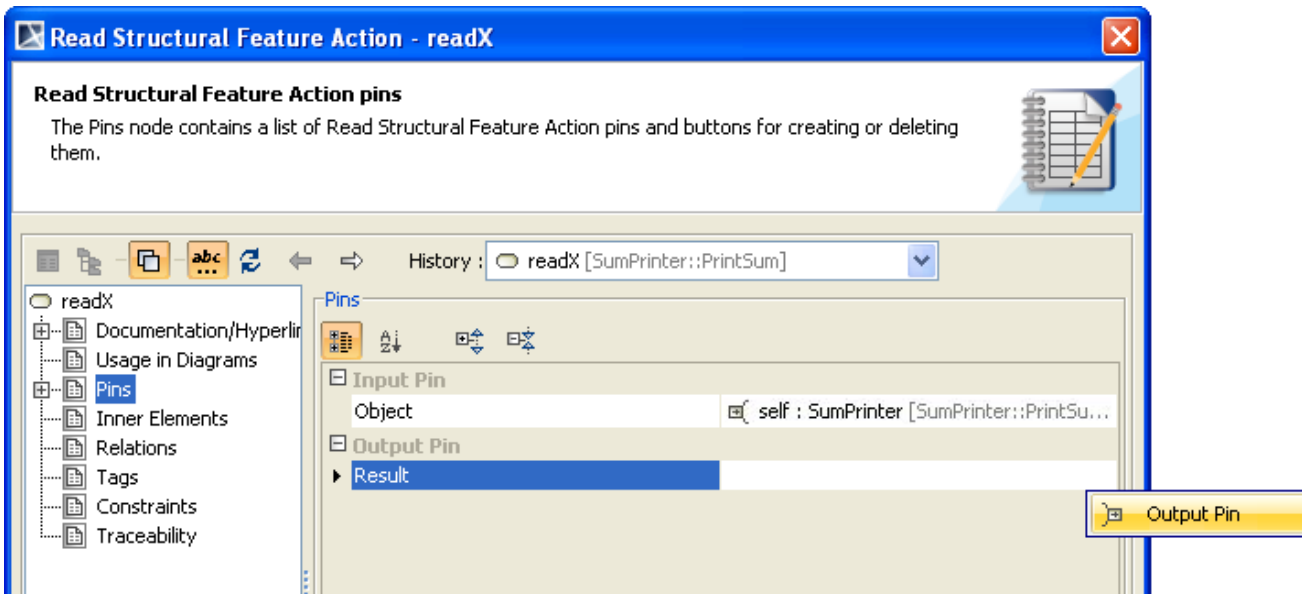 Read Structural Feature Action - readX
Read Structural Feature Action pins
The Pins node contains a list of Read Structural Feature Action pins and buttons for creating or deleting
them.
abc
History : readX [SumPrinter::PrintSum]
readX
Documentation/Hyperlin
Usage in Diagrams
Pins
Inner Elements
Relations
Tags
Constraints
Traceability
Pins
A
Z
Input Pin
Object self : SumPrinter [SumPrinter::PrintSu...
Output Pin
Result
Output Pin